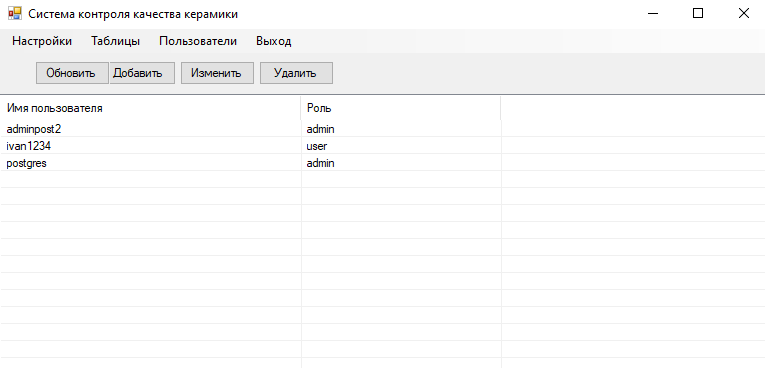 Система контроля качества керамики
Настройки Таблицы Пользователи Выход
Обновить Добавить Изменить Удалить
Имя пользователя Роль
adminpost2 admin
ivan1234 user
postgres admin